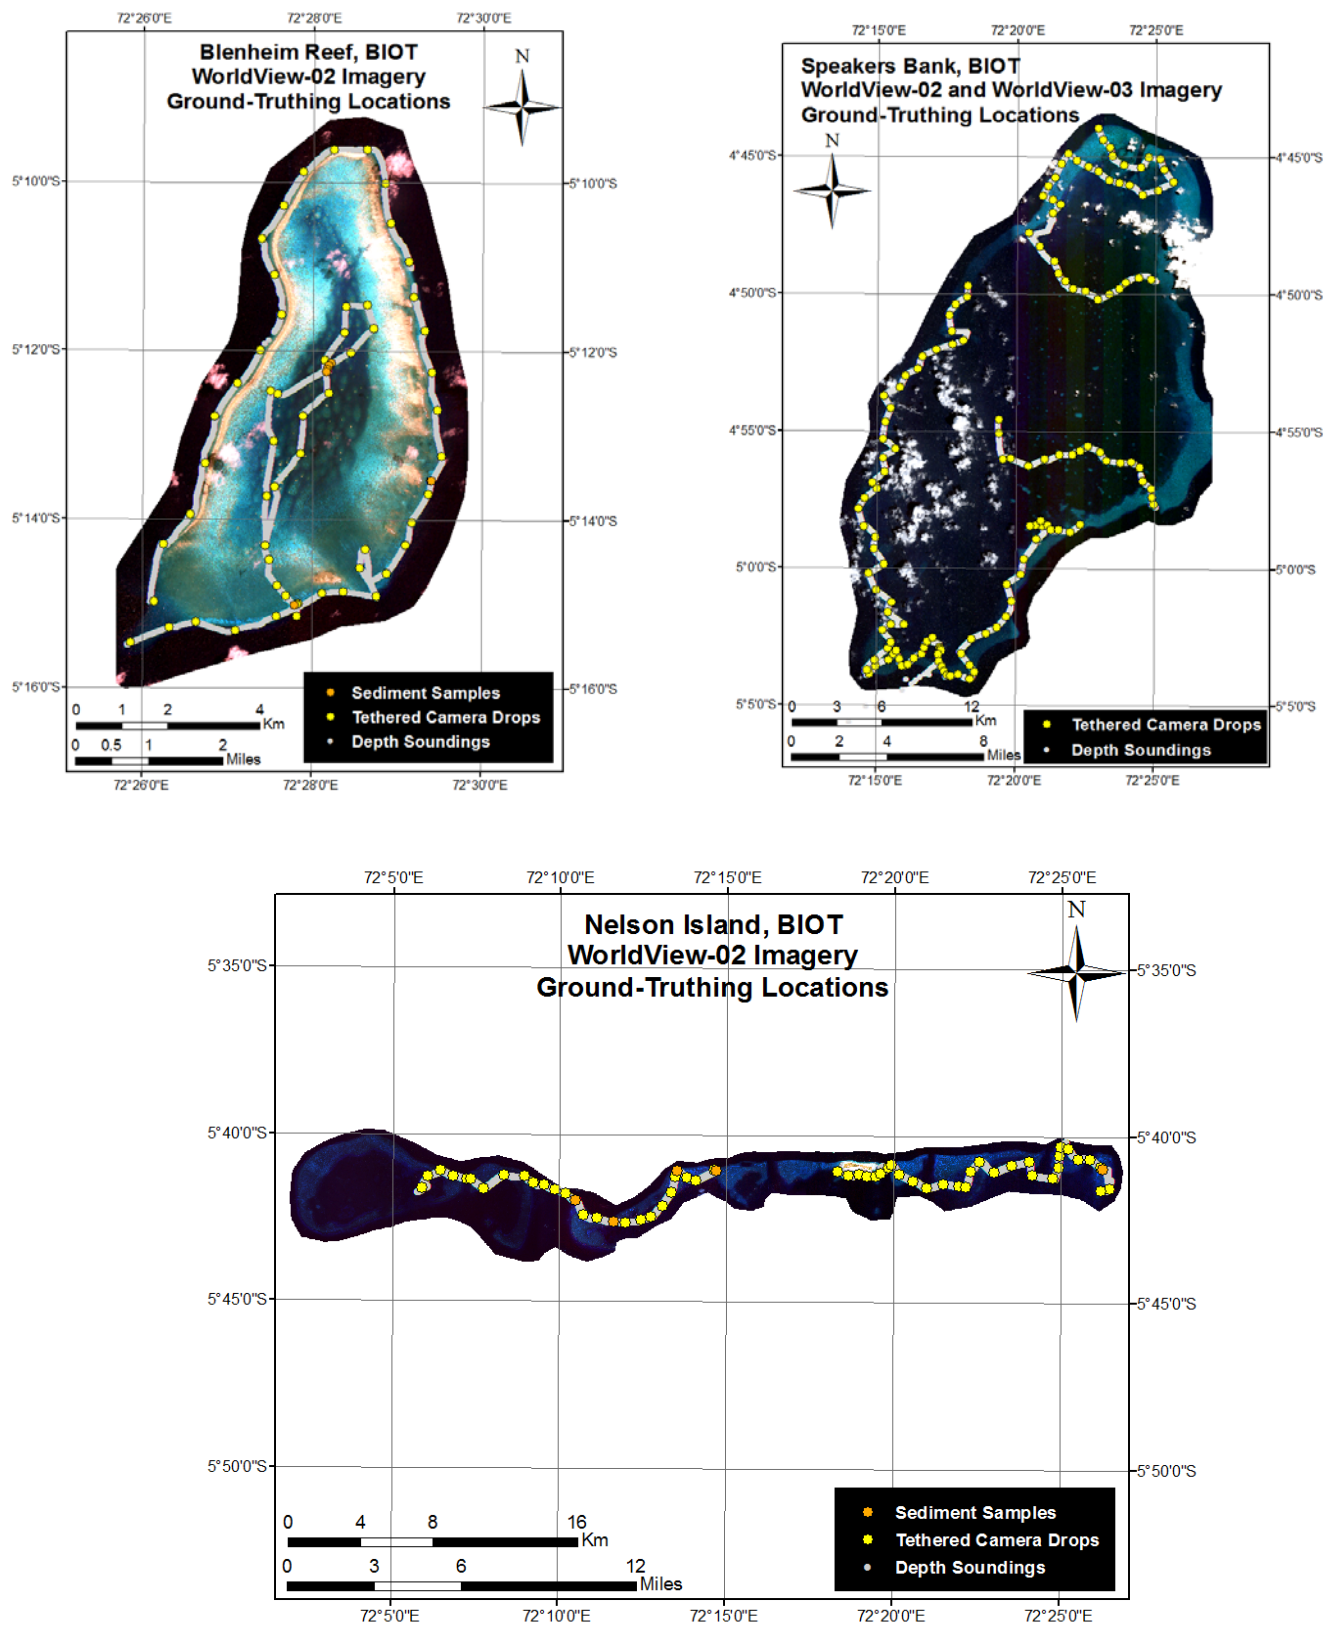 72°26'0"E 72°28'0"E 72°30'0"E
Blenheim Reef, BIOT
WorldView-02 Imagery
Ground-Truthing Locations
N
5°10'0"S 5°10'0"S
5°12'0"S 5°12'0"S
5°14'0"S 5°14'0"S
5°16'0"S 5°16'0"S
Sediment Samples
Tethered Camera Drops
Depth Soundings
0 1 2 4
Km
0 0.5 1 2
Miles
72°26'0"E 72°28'0"E 72°30'0"E
72°15'0"E 72°20'0"E 72°25'0"E
Speakers Bank, BIOT
WorldView-02 and WorldView-03 Imagery
Ground-Truthing Locations
N
4°45'0"S 4°45'0"S
4°50'0"S 4°50'0"S
4°55'0"S 4°55'0"S
5°0'0"S 5°0'0"S
5°5'0"S 5°5'0"S
0 3 6 12
Km
0 2 4 8
Miles
Tethered Camera Drops
Depth Soundings
72°15'0"E 72°20'0"E 72°25'0"E
72°5'0"E 72°10'0"E 72°15'0"E 72°20'0"E 72°25'0"E
Nelson Island, BIOT
WorldView-02 Imagery
Ground-Truthing Locations
N
5°35'0"S 5°35'0"S
5°40'0"S 5°40'0"S
5°45'0"S 5°45'0"S
5°50'0"S 5°50'0"S
Sediment Samples
Tethered Camera Drops
Depth Soundings
0 4 8 16
Km
0 3 6 12
Miles
72°5'0"E 72°10'0"E 72°15'0"E 72°20'0"E 72°25'0"E